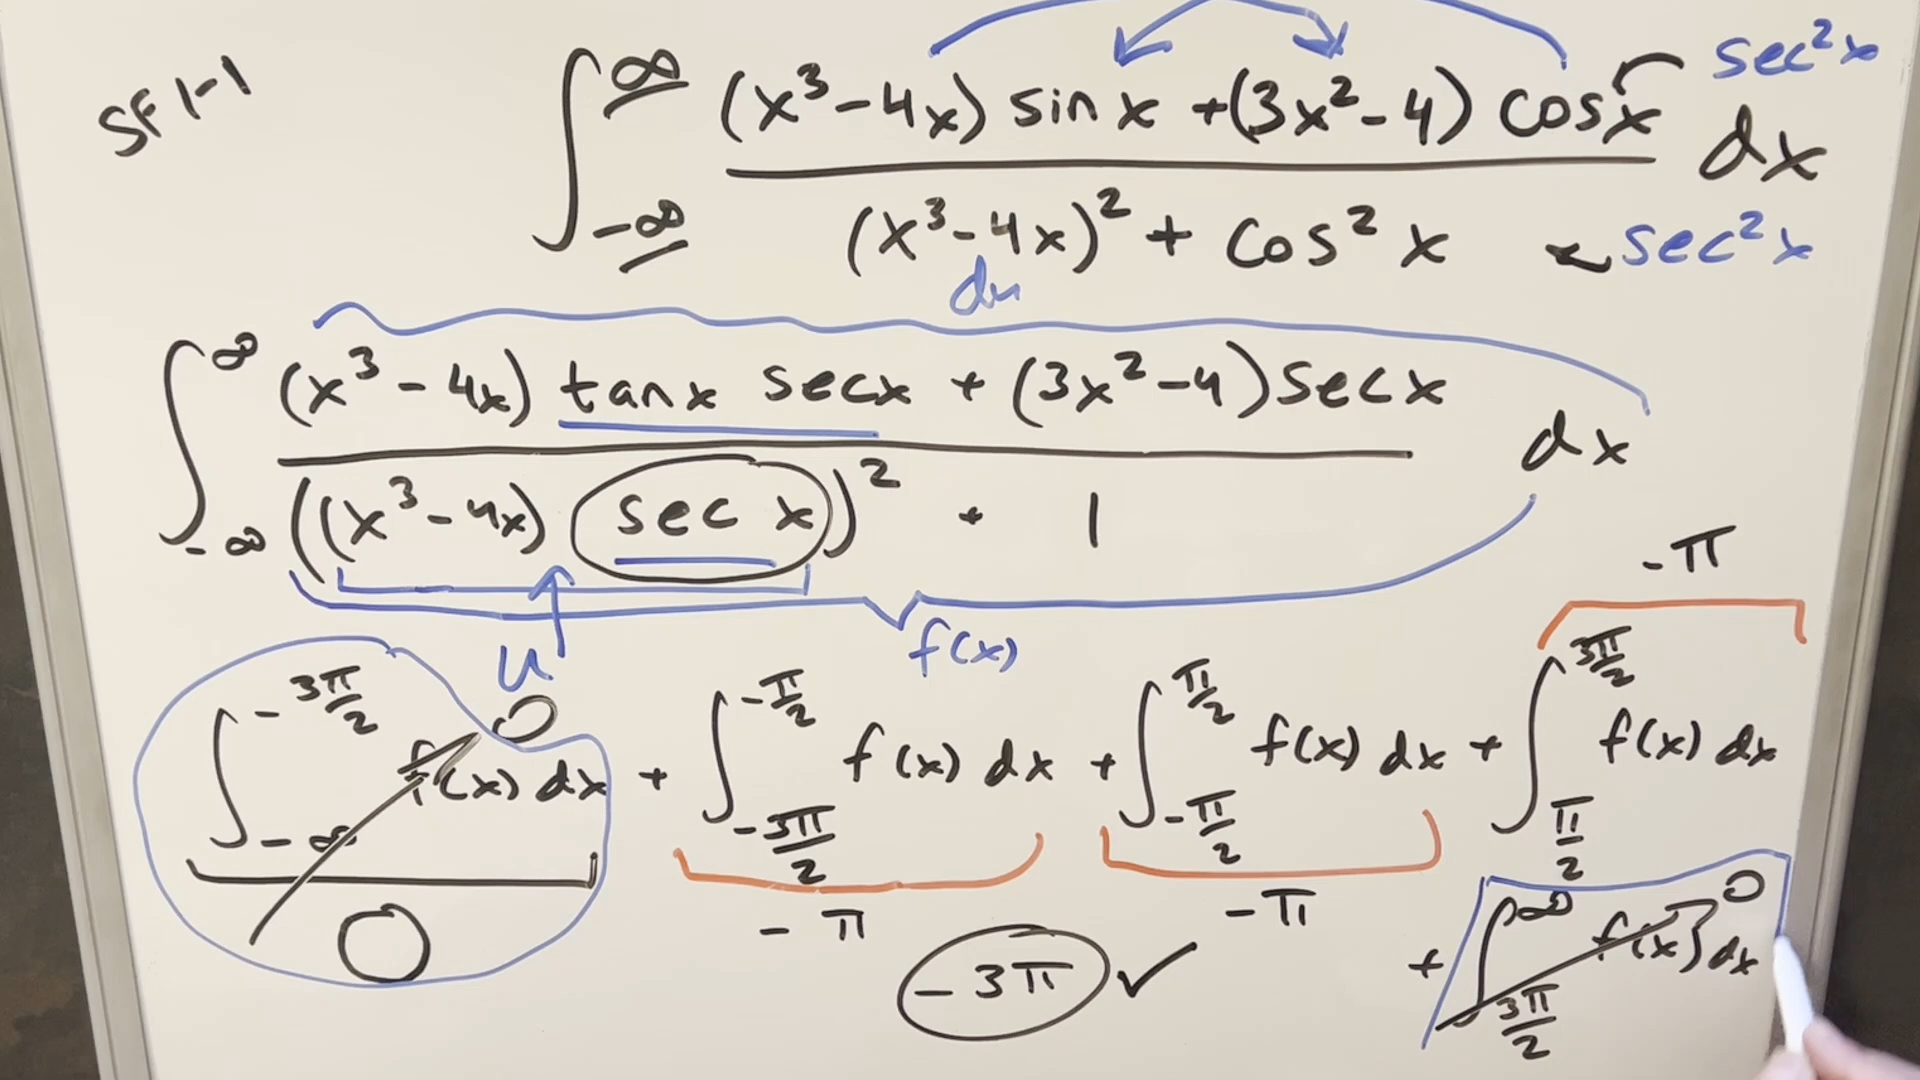 SF 1-1
∫_{-∞}^{∞} ((x³-4x) sin x + (3x²-4) cos x) / ((x³-4x)² + cos² x) dx
sec²x
sec²x
du
∫_{-∞}^{∞} ((x³-4x) tan x sec x + (3x²-4) sec x) / (((x³-4x) sec x)² + 1) dx
u
f(x)
-π
∫_{-∞}^{-3π/2} f(x) dx + ∫_{-3π/2}^{-π/2} f(x) dx + ∫_{-π/2}^{π/2} f(x) dx + ∫_{π/2}^{3π/2} f(x) dx
0
0
-π
-π
+ ∫_{3π/2}^{∞} f(x) dx
0
-3π ✓